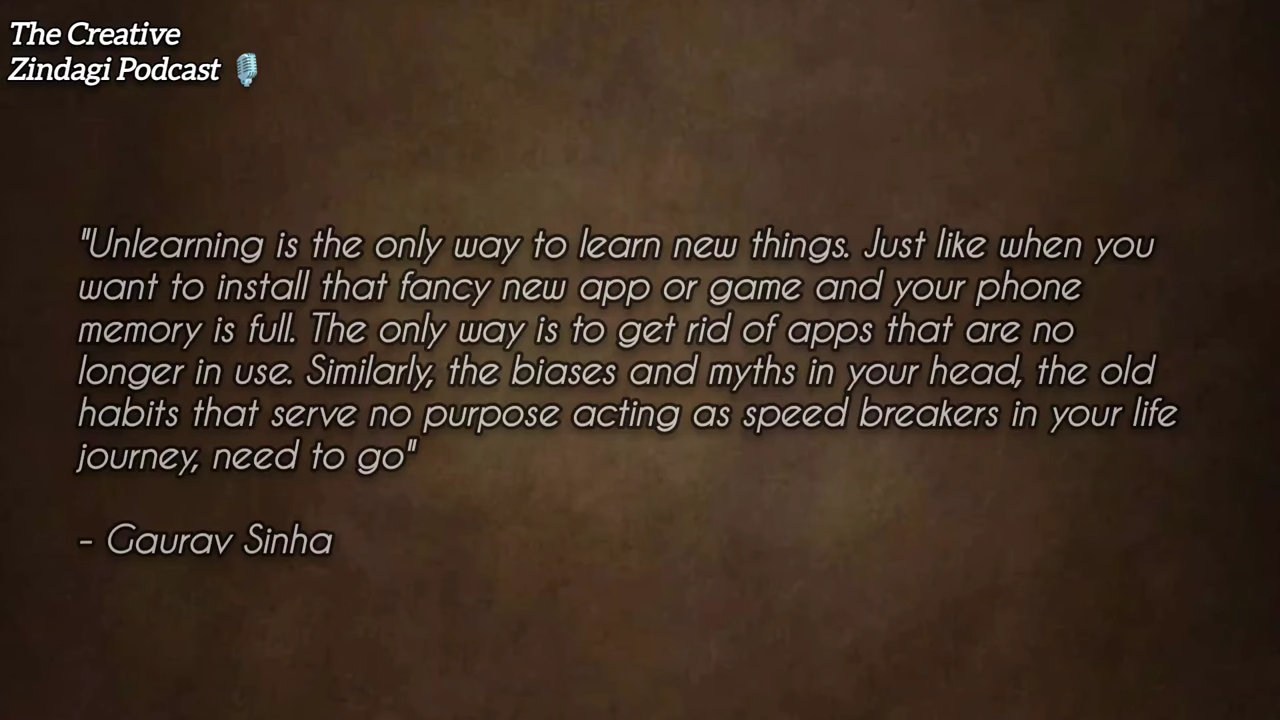 The Creative
Zindagi Podcast
"Unlearning is the only way to learn new things. Just like when you
want to install that fancy new app or game and your phone
memory is full. The only way is to get rid of apps that are no
longer in use. Similarly, the biases and myths in your head, the old
habits that serve no purpose acting as speed breakers in your life
journey, need to go"
- Gaurav Sinha